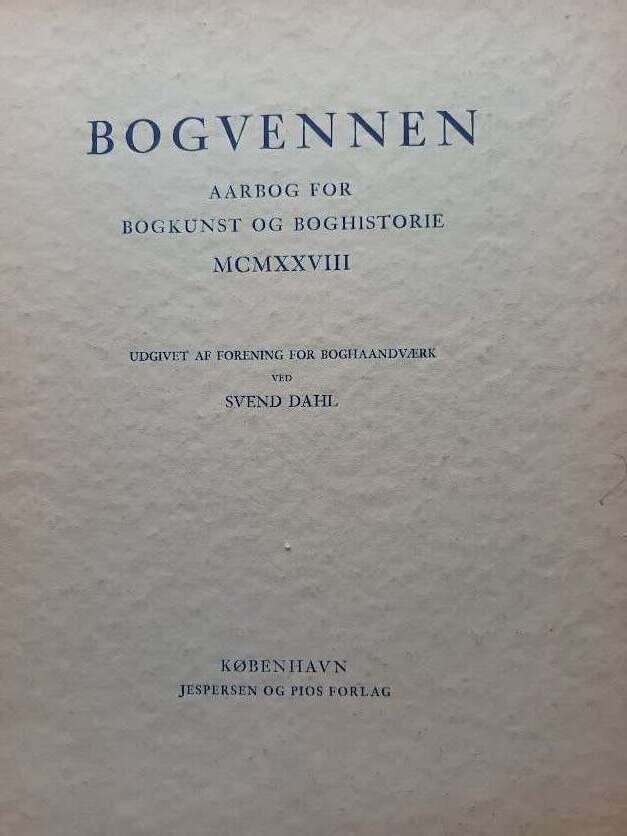 BOGVENNEN
AARBOG FOR
BOGKUNST OG BOGHISTORIE
MCMXXVIII
UDGIVET AF FORENING FOR BOGHAANDVÆRK
VED
SVEND DAHL
KØBENHAVN
JESPERSEN OG PIOS FORLAG